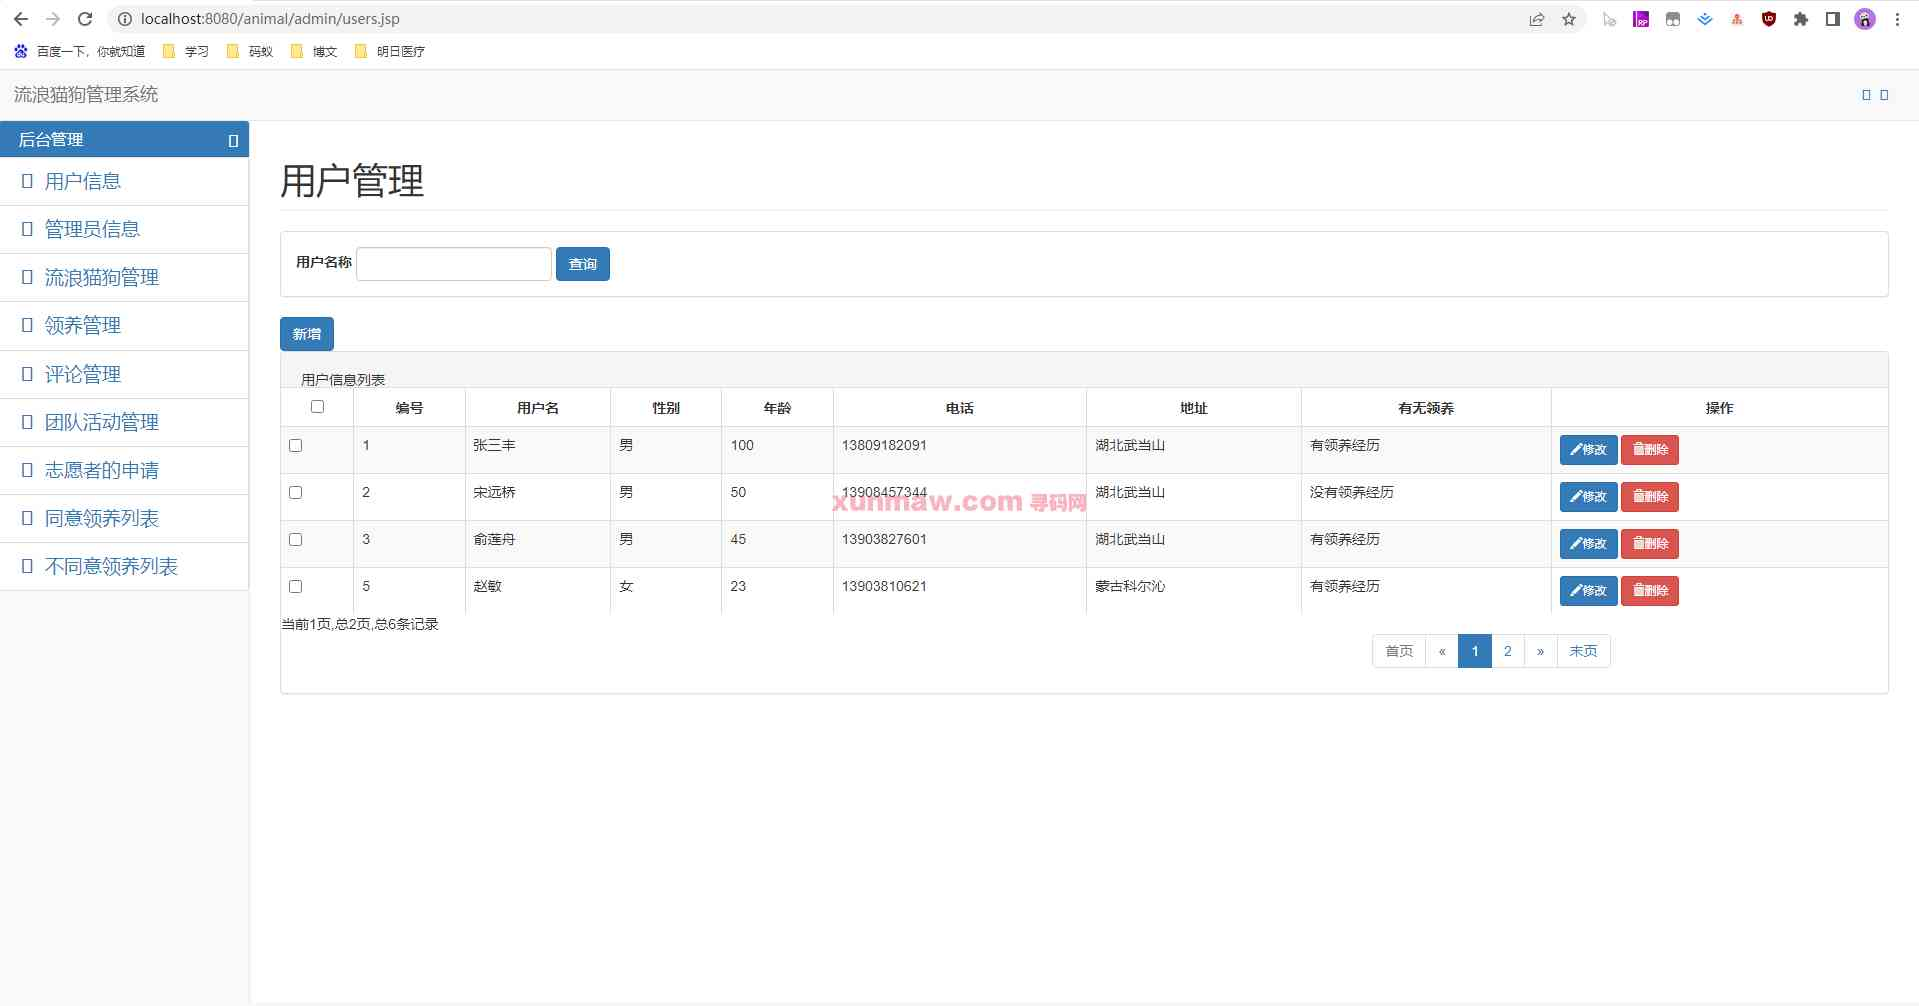 localhost:8080/animal/admin/users.jsp
百度一下，你就知道 学习 码蚁 博文 明日医疗
流浪猫狗管理系统
后台管理
用户信息
管理员信息
流浪猫狗管理
领养管理
评论管理
团队活动管理
志愿者的申请
同意领养列表
不同意领养列表
用户管理
用户名称 查询
新增
用户信息列表
编号 用户名 性别 年龄 电话 地址 有无领养 操作
1 张三丰 男 100 13809182091 湖北武当山 有领养经历 修改 删除
2 宋远桥 男 50 13908457344 湖北武当山 没有领养经历 修改 删除
xunmaw.com 寻码网
3 俞莲舟 男 45 13903827601 湖北武当山 有领养经历 修改 删除
5 赵敏 女 23 13903810621 蒙古科尔沁 有领养经历 修改 删除
当前1页,总2页,总6条记录
首页 « 1 2 » 末页